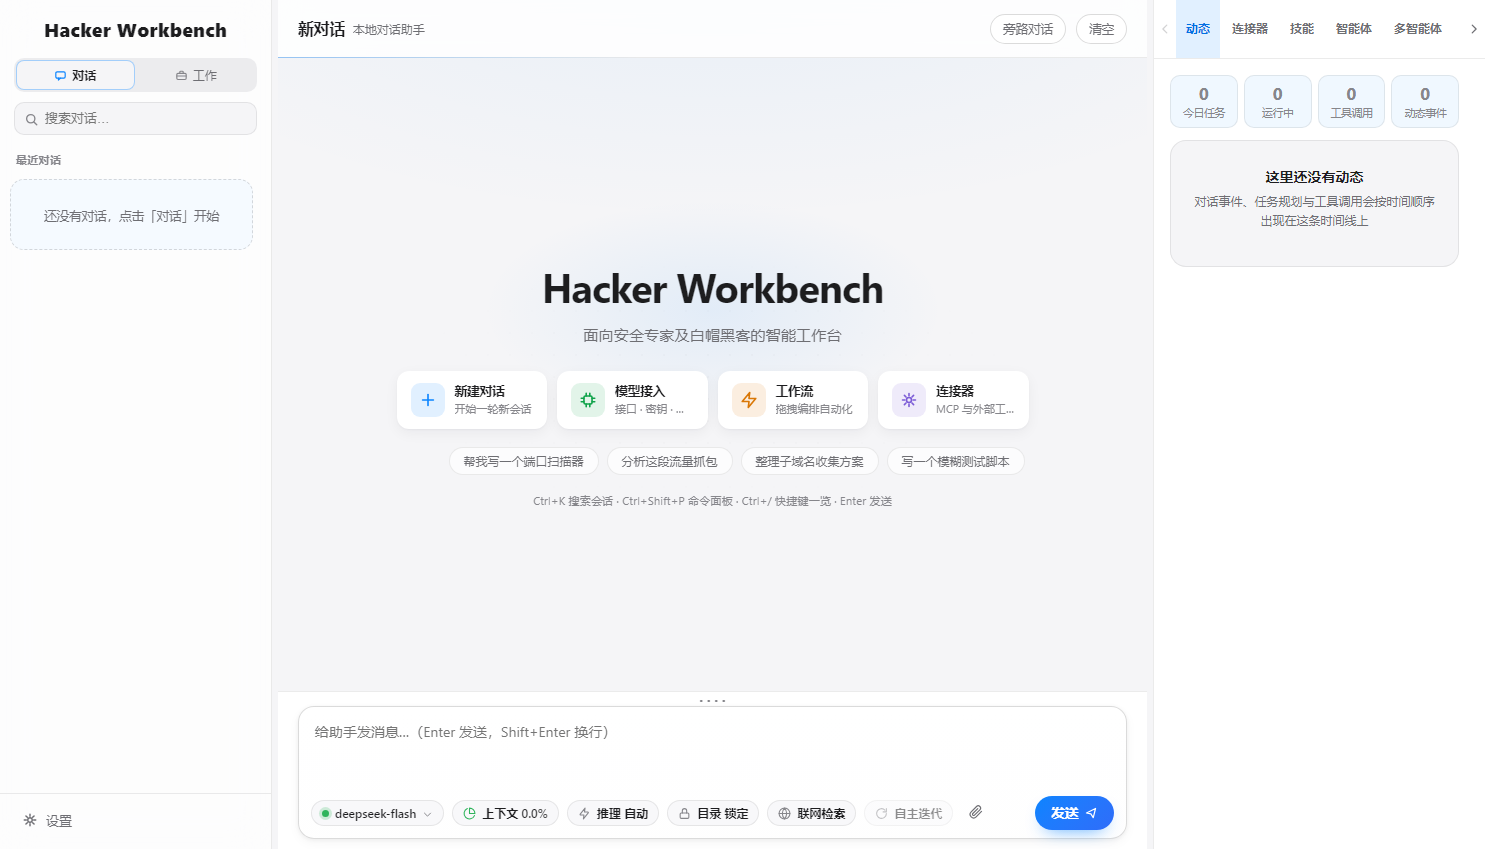 Hacker Workbench
对话
工作
搜索对话...
最近对话
还没有对话，点击「对话」开始
设置
新对话 本地对话助手
旁路对话
清空
Hacker Workbench
面向安全专家及白帽黑客的智能工作台
新建对话
开始一轮新会话
模型接入
接口 · 密钥 · ...
工作流
拖拽编排自动化
连接器
MCP 与外部工...
帮我写一个端口扫描器
分析这段流量抓包
整理子域名收集方案
写一个模糊测试脚本
Ctrl+K 搜索会话 · Ctrl+Shift+P 命令面板 · Ctrl+/ 快捷键一览 · Enter 发送
给助手发消息...（Enter 发送，Shift+Enter 换行）
deepseek-flash
上下文 0.0%
推理 自动
目录 锁定
联网检索
自主迭代
发送
动态
连接器
技能
智能体
多智能体
0
今日任务
0
运行中
0
工具调用
0
动态事件
这里还没有动态
对话事件、任务规划与工具调用会按时间顺序
出现在这条时间线上